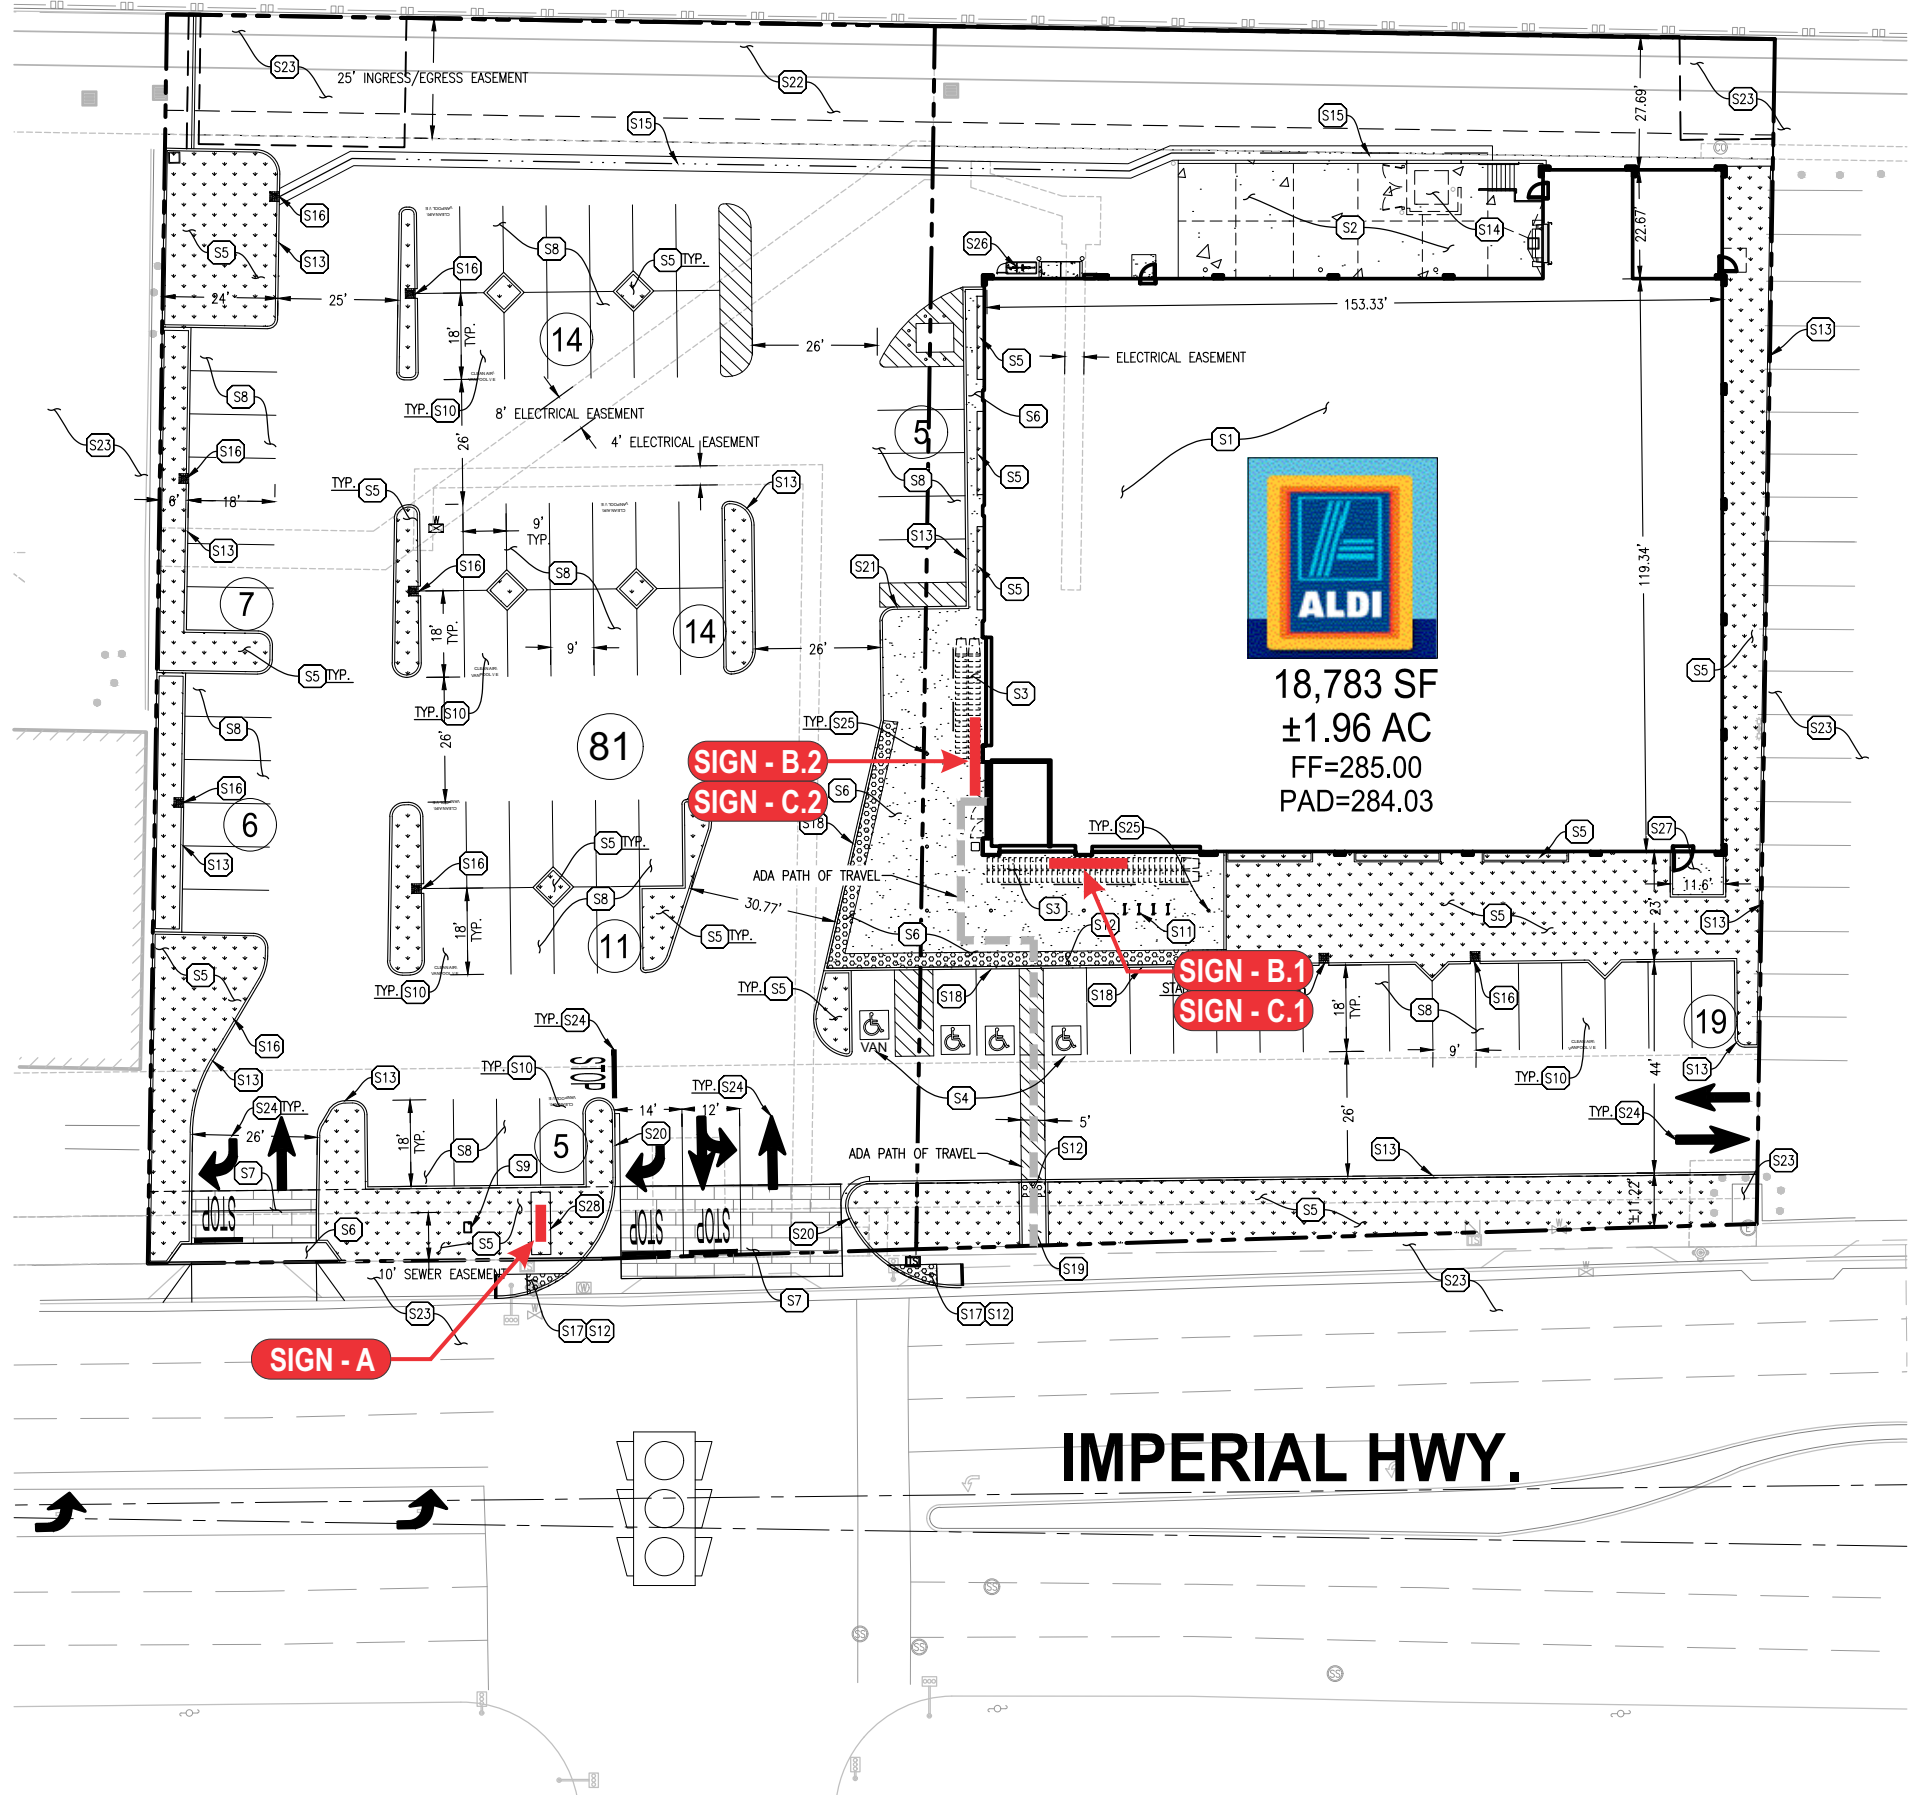 S23
25' INGRESS/EGRESS EASEMENT
S22
S23
27.69'
S15
S15
S16
S5
S13
24'
25'
S16
S8
S5 TYP.
18' TYP.
14
26'
S26
S2
S14
22.67'
153.33'
S5
ELECTRICAL EASEMENT
S13
S8
TYP. S10
8' ELECTRICAL EASEMENT
4' ELECTRICAL EASEMENT
26'
5
S6
S1
S23
S16
6'
18'
TYP. S5
S13
S8
S5
S13
9' TYP.
S13
S16
S8
S21
S5
119.34'
ALDI
7
18' TYP.
9'
14
26'
S5 TYP.
S3
S5
18,783 SF
±1.96 AC
FF=285.00
PAD=284.03
S8
TYP. S10
26'
81
TYP. S25
S23
SIGN - B.2
SIGN - C.2
S6
S18
S16
6
S13
S16
S5 TYP.
S8
TYP. S25
S5
S27
ADA PATH OF TRAVEL
30.77'
11.6'
23'
S3
S12
S11
S5
S13
18' TYP.
11
S5 TYP.
S6
S5
TYP. S10
TYP. S5
S18
S18
SIGN - B.1
SIGN - C.1
18' TYP.
S8
S16
19
S16
TYP. S24
STOP
VAN
9'
S13
S13
TYP. S10
TYP. S24
S4
26'
44'
S13
TYP. S10
S24 TYP.
26'
18' TYP.
S8
5
14'
12'
S20
5'
S12
TYP. S24
S7
S9
ADA PATH OF TRAVEL
S13
S23
STOP
S6
S5
S28
STOP
STOP
S20
S5
±11.22'
10' SEWER EASEMENT
S23
S17 S12
S7
S17 S12
S19
S23
SIGN - A
IMPERIAL HWY.
SS
SS
SS
SS